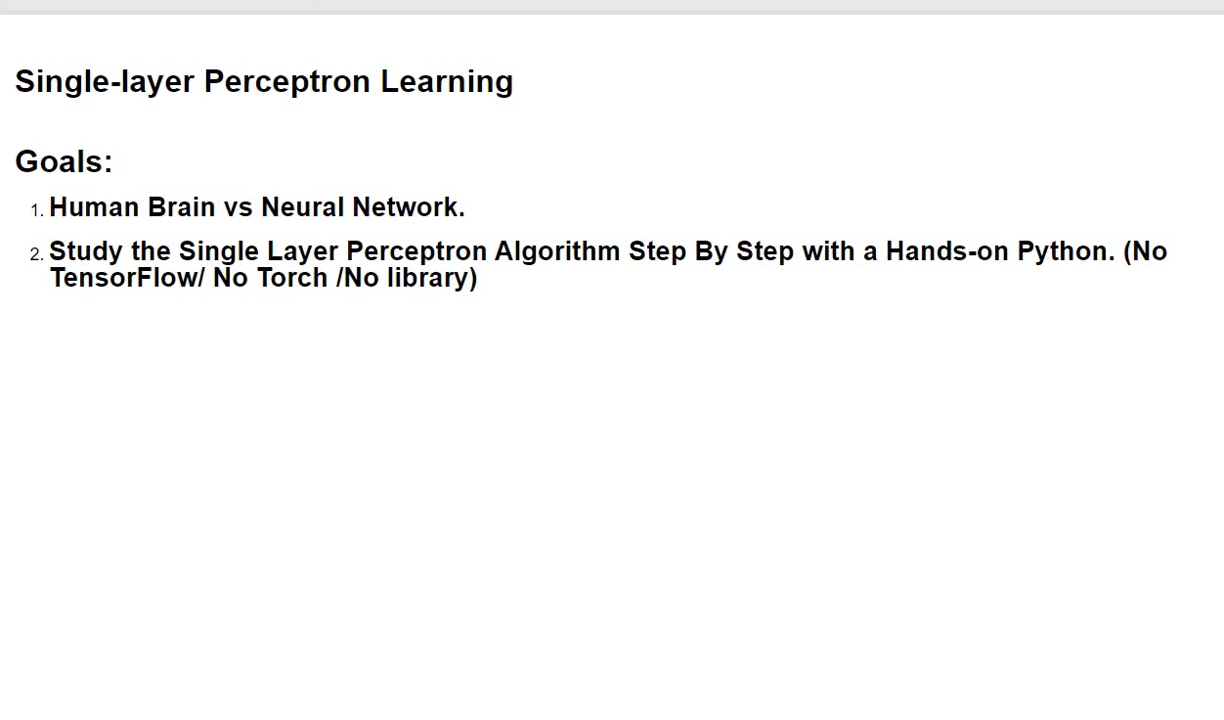 Single-layer Perceptron Learning
Goals:
1. Human Brain vs Neural Network.
2. Study the Single Layer Perceptron Algorithm Step By Step with a Hands-on Python. (No
TensorFlow/ No Torch /No library)